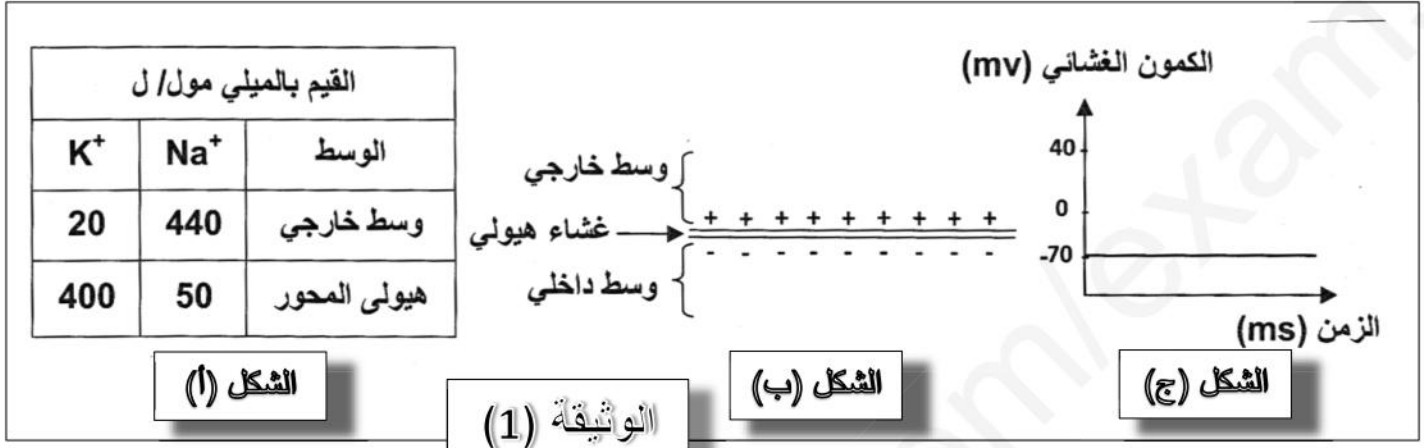 القيم بالميلي مول/ ل
الوسط Na+ K+
وسط خارجي 440 20
هيولى المحور 50 400
الشكل (أ)
وسط خارجي
+ + + + + + + + +
غشاء هيولي
- - - - - - - - -
وسط داخلي
الشكل (ب)
الكمون الغشائي (mv)
40
0
-70
الزمن (ms)
الشكل (ج)
الوثيقة (1)